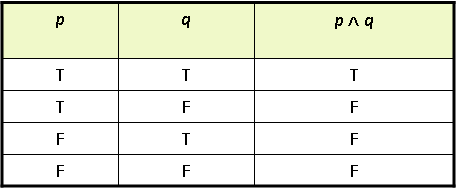 p q p ∧ q
T T T
T F F
F T F
F F F